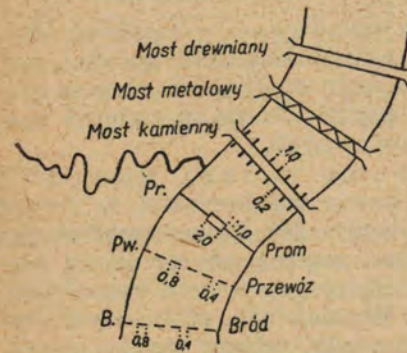 Most drewniany
Most metalowy
Most kamienny
1,0
0,2
Pr.
2,0
1,0
Prom
Pw.
0,8
0,4
Przewóz
B.
0,8
0,4
Bród